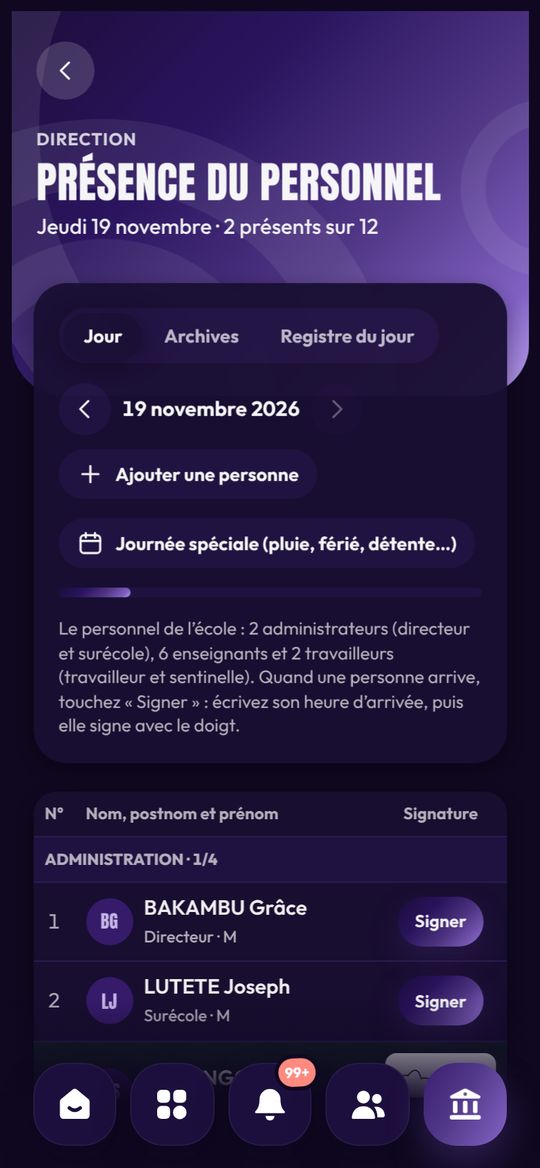 DIRECTION
PRÉSENCE DU PERSONNEL
Jeudi 19 novembre · 2 présents sur 12
Jour
Archives
Registre du jour
19 novembre 2026
Ajouter une personne
Journée spéciale (pluie, férié, détente…)
Le personnel de l’école : 2 administrateurs (directeur
et surécole), 6 enseignants et 2 travailleurs
(travailleur et sentinelle). Quand une personne arrive,
touchez « Signer » : écrivez son heure d’arrivée, puis
elle signe avec le doigt.
N° Nom, postnom et prénom Signature
ADMINISTRATION · 1/4
1 BG BAKAMBU Grâce Signer
Directeur · M
2 LJ LUTETE Joseph Signer
Surécole · M
99+